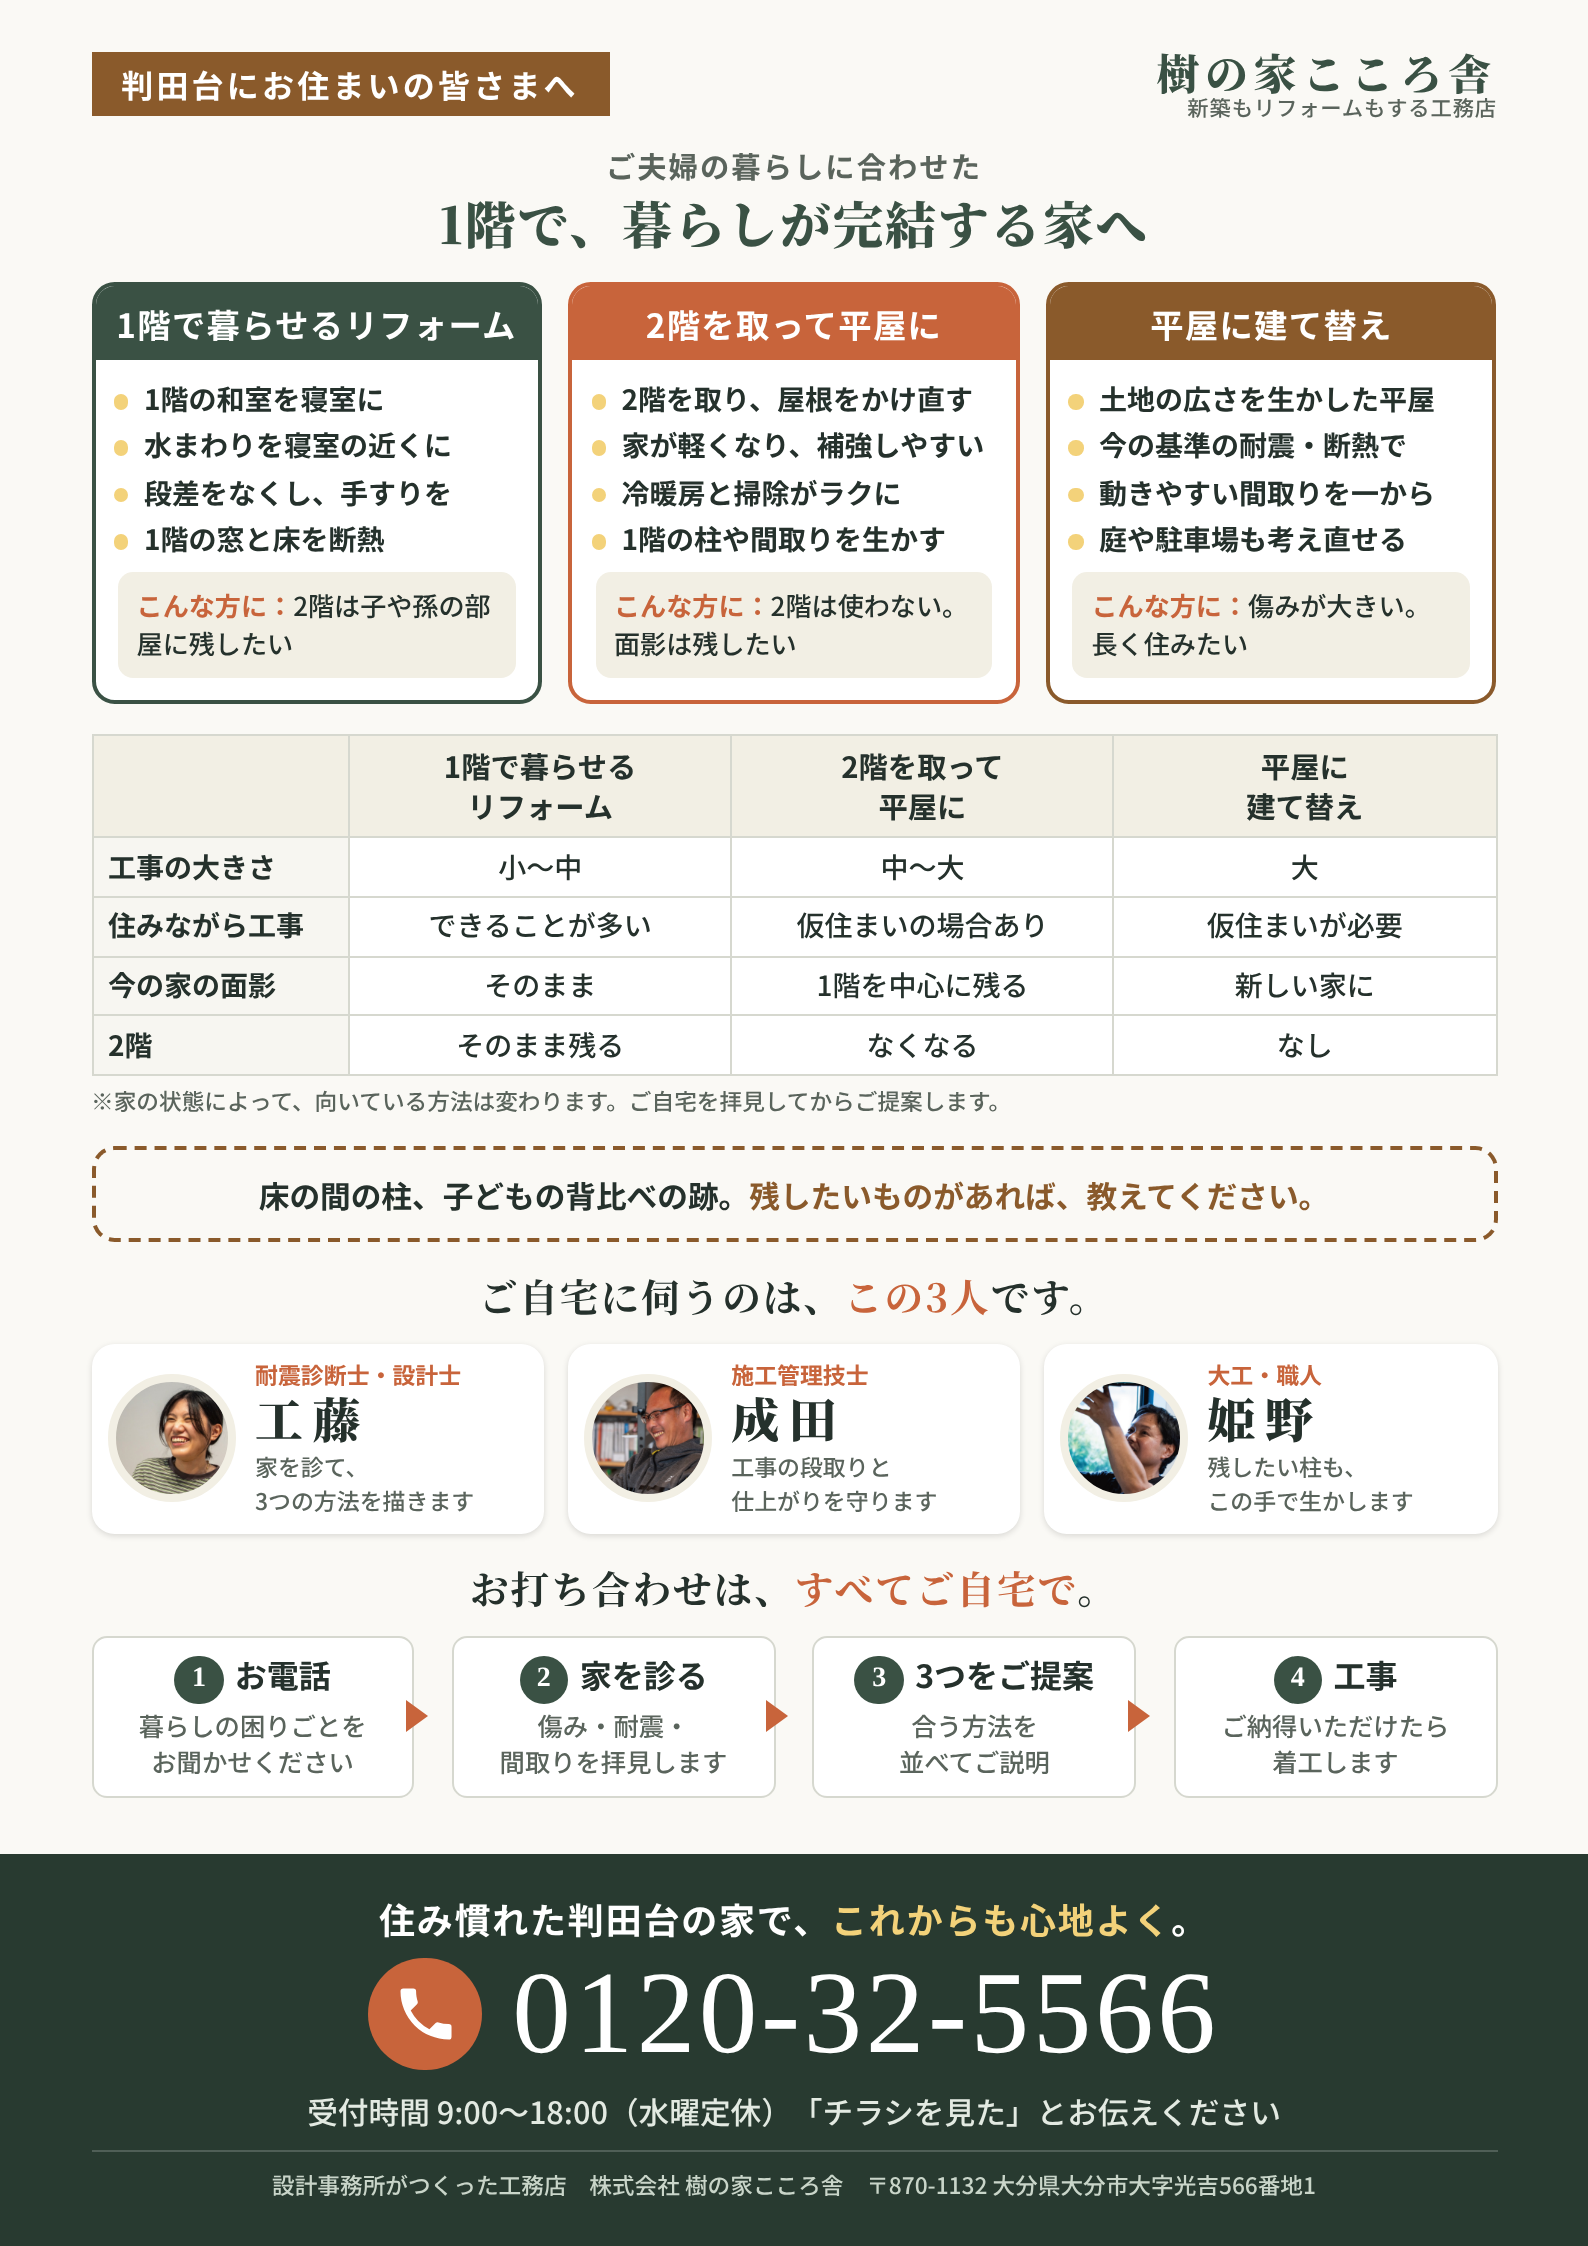 判田台にお住まいの皆さまへ
樹の家こころ舎
新築もリフォームもする工務店
ご夫婦の暮らしに合わせた
1階で、暮らしが完結する家へ
1階で暮らせるリフォーム
1階の和室を寝室に
水まわりを寝室の近くに
段差をなくし、手すりを
1階の窓と床を断熱
こんな方に：2階は子や孫の部
屋に残したい
2階を取って平屋に
2階を取り、屋根をかけ直す
家が軽くなり、補強しやすい
冷暖房と掃除がラクに
1階の柱や間取りを生かす
こんな方に：2階は使わない。
面影は残したい
平屋に建て替え
土地の広さを生かした平屋
今の基準の耐震・断熱で
動きやすい間取りを一から
庭や駐車場も考え直せる
こんな方に：傷みが大きい。
長く住みたい
1階で暮らせる
リフォーム
2階を取って
平屋に
平屋に
建て替え
工事の大きさ 小〜中 中〜大 大
住みながら工事 できることが多い 仮住まいの場合あり 仮住まいが必要
今の家の面影 そのまま 1階を中心に残る 新しい家に
2階 そのまま残る なくなる なし
※家の状態によって、向いている方法は変わります。ご自宅を拝見してからご提案します。
床の間の柱、子どもの背比べの跡。残したいものがあれば、教えてください。
ご自宅に伺うのは、この3人です。
耐震診断士・設計士
工藤
家を診て、
3つの方法を描きます
施工管理技士
成田
工事の段取りと
仕上がりを守ります
大工・職人
姫野
残したい柱も、
この手で生かします
お打ち合わせは、すべてご自宅で。
1 お電話
暮らしの困りごとを
お聞かせください
2 家を診る
傷み・耐震・
間取りを拝見します
3 3つをご提案
合う方法を
並べてご説明
4 工事
ご納得いただけたら
着工します
住み慣れた判田台の家で、これからも心地よく。
0120-32-5566
受付時間 9:00〜18:00（水曜定休）「チラシを見た」とお伝えください
設計事務所がつくった工務店　株式会社 樹の家こころ舎　〒870-1132 大分県大分市大字光吉566番地1